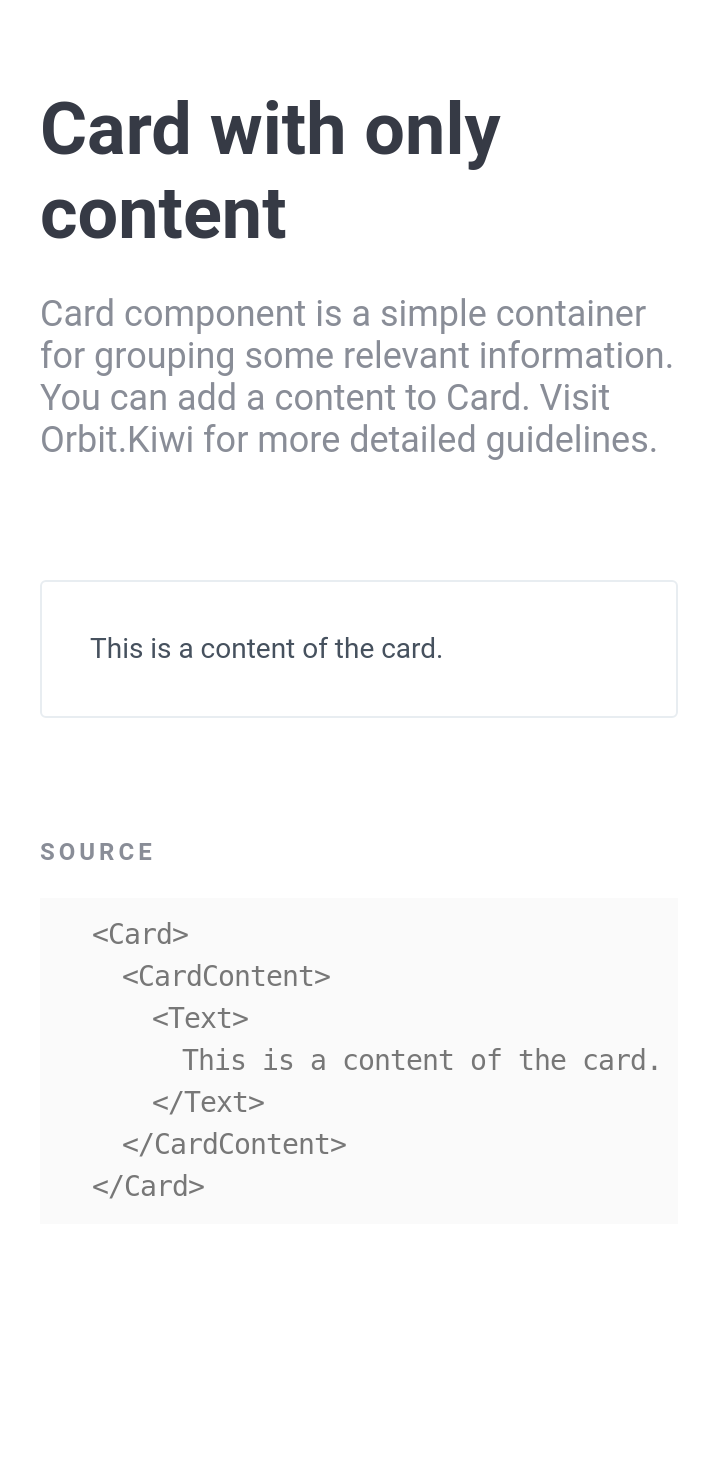 Card with only
content
Card component is a simple container
for grouping some relevant information.
You can add a content to Card. Visit
Orbit.Kiwi for more detailed guidelines.
This is a content of the card.
SOURCE
<Card>
<CardContent>
<Text>
This is a content of the card.
</Text>
</CardContent>
</Card>